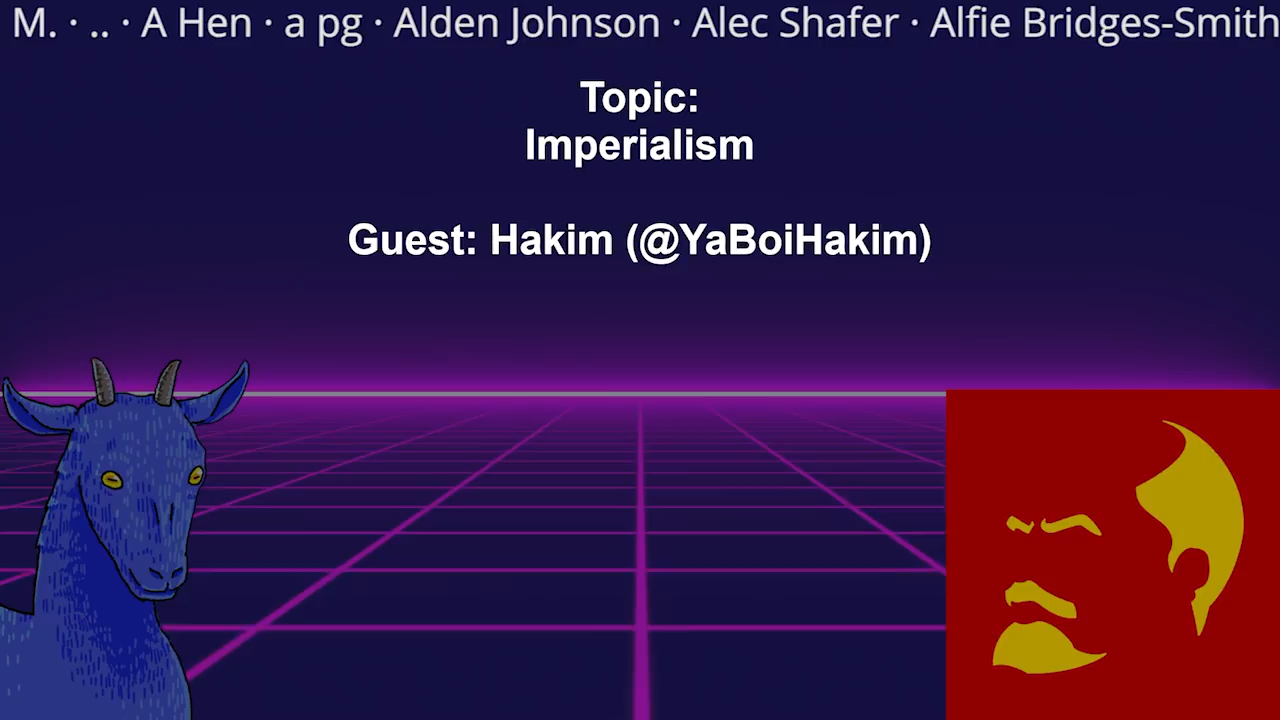 M. · .. · A Hen · a pg · Alden Johnson · Alec Shafer · Alfie Bridges-Smith
Topic:
Imperialism
Guest: Hakim (@YaBoiHakim)